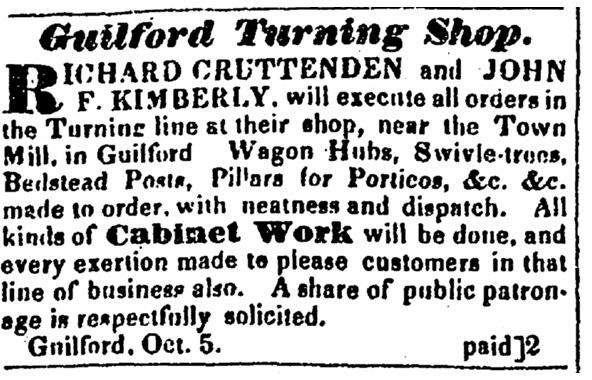 Guilford Turning Shop.
RICHARD CRUTTENDEN and JOHN
F. KIMBERLY, will execute all orders in
the Turning line at their shop, near the Town
Mill, in Guilford Wagon Hubs, Swivle-trees,
Bedstead Posts, Pillars for Porticos, &c. &c.
made to order, with neatness and dispatch. All
kinds of Cabinet Work will be done, and
every exertion made to please customers in that
line of business also. A share of public patron-
age is respectfully solicited.
Guilford, Oct. 5. paid]2